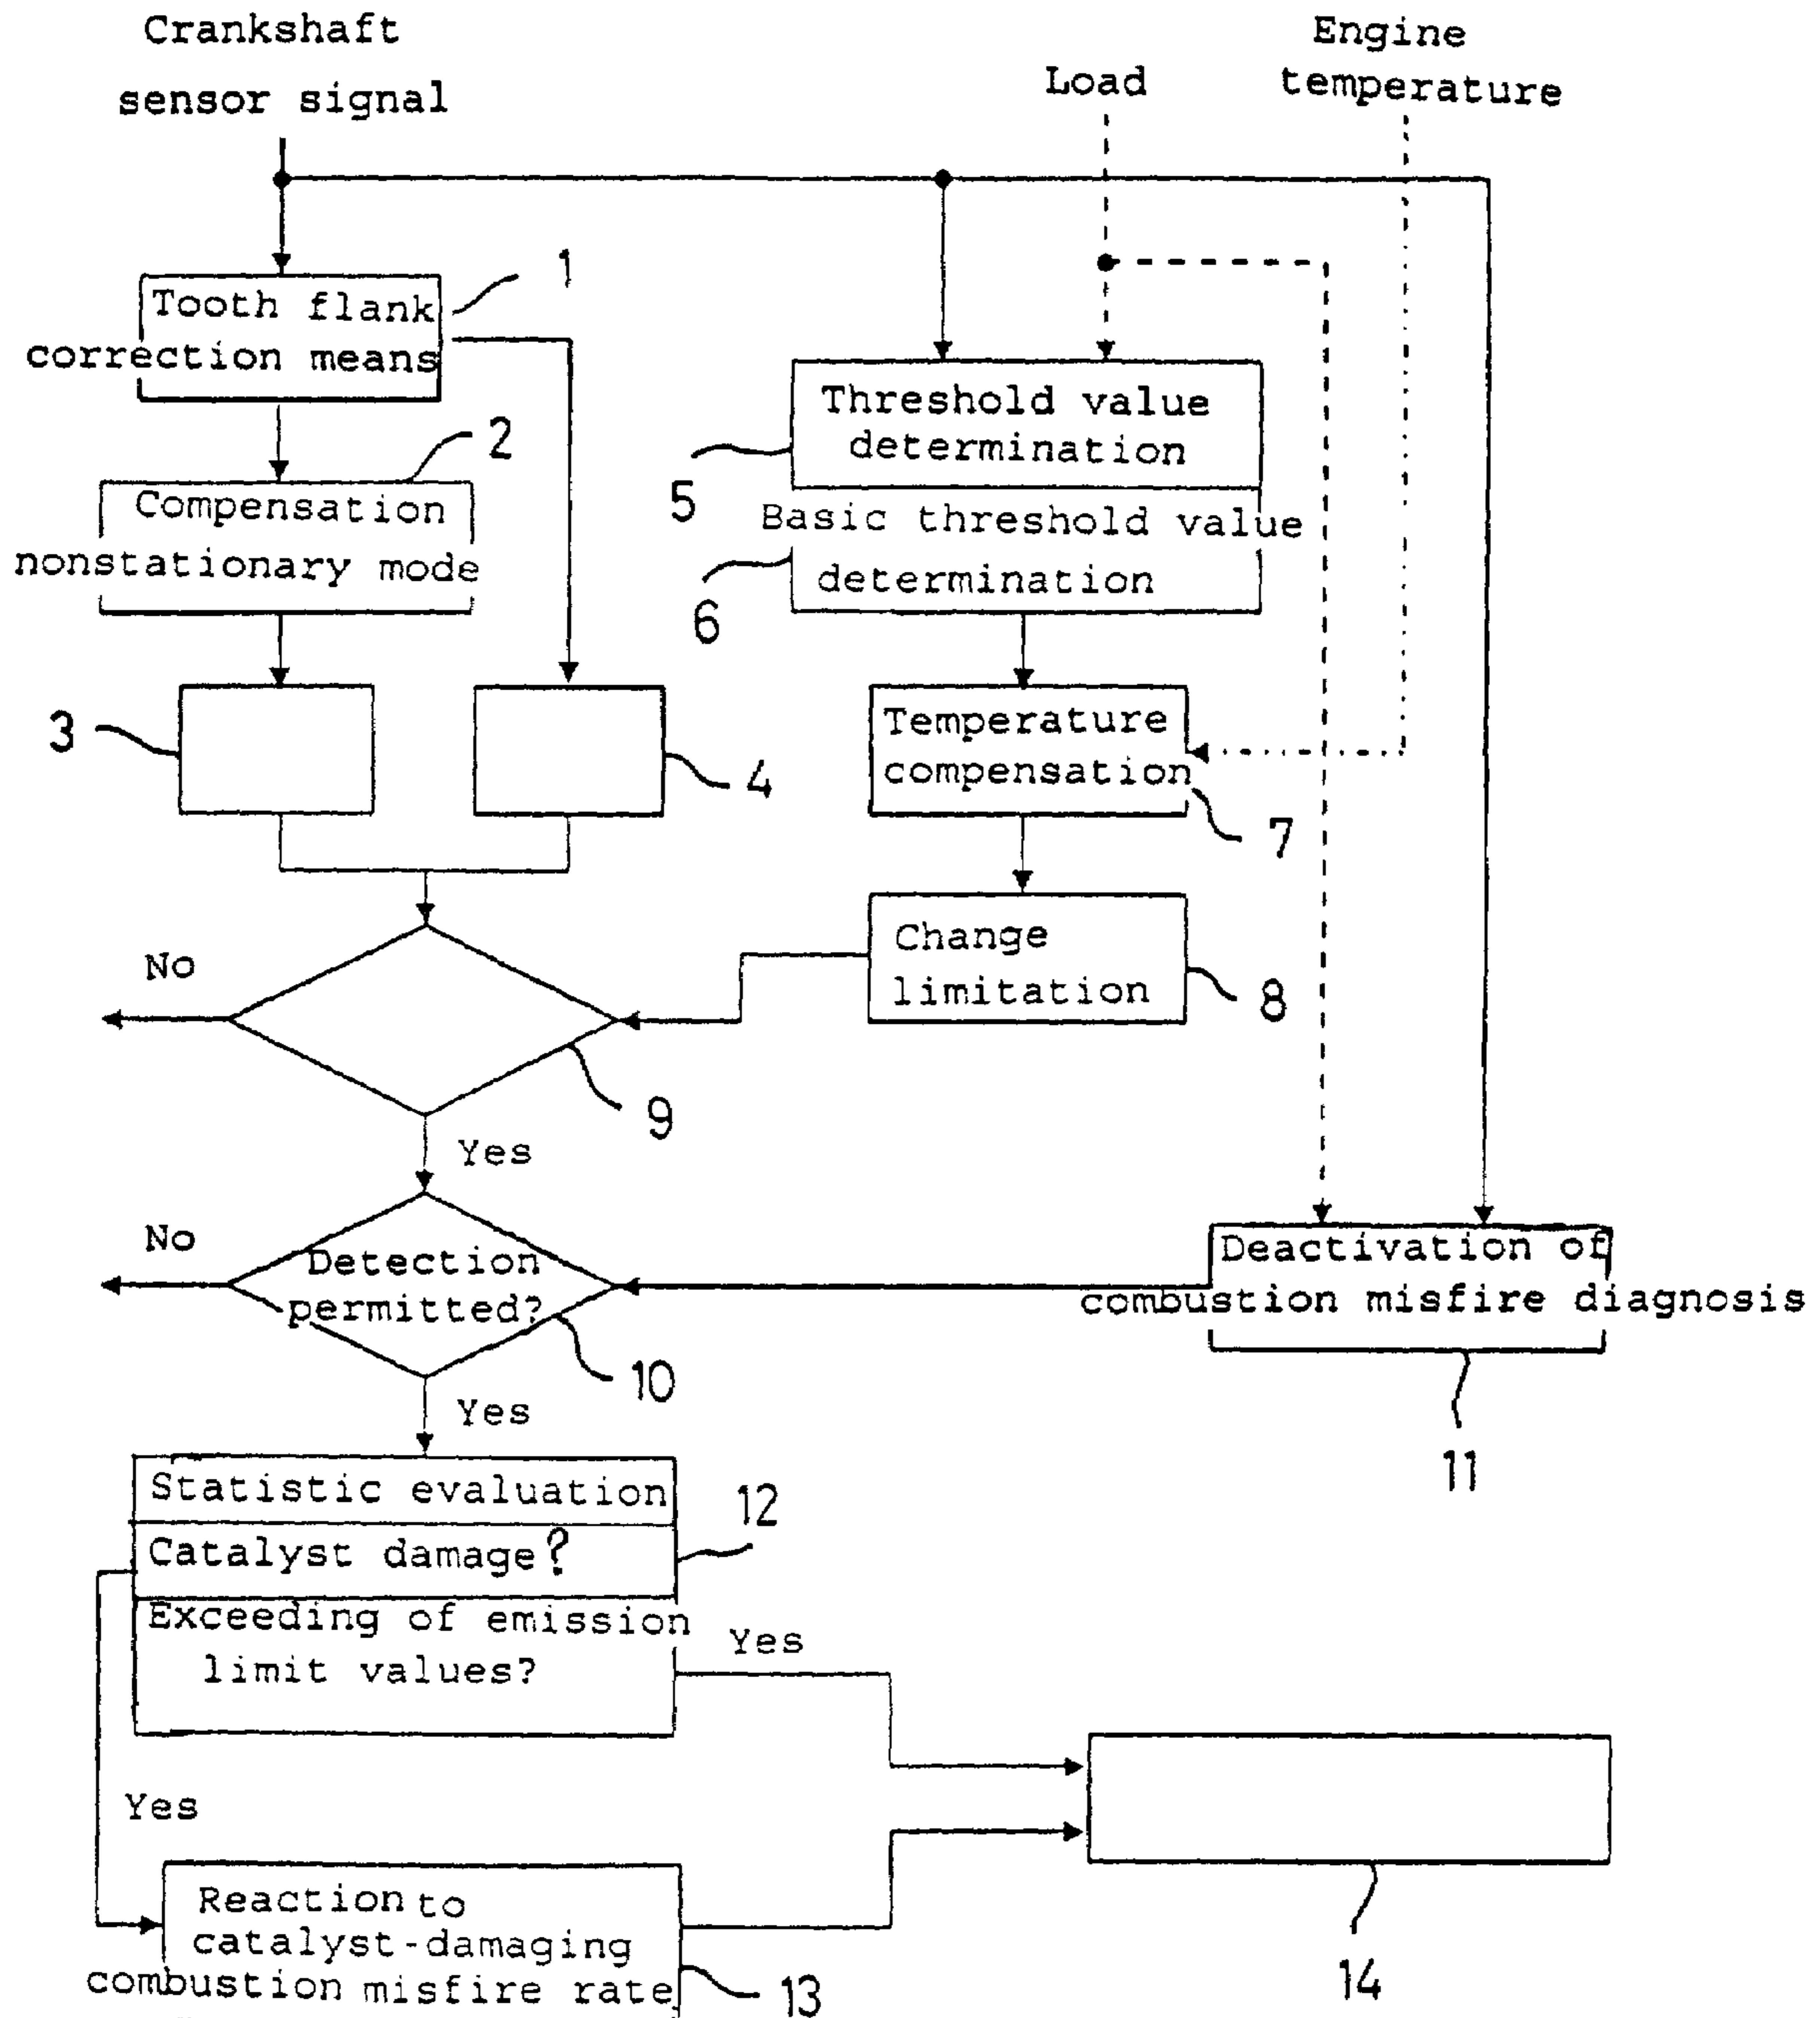 Crankshaft
sensor signal
Load
Engine
temperature
Tooth flank
correction means
1
Compensation
nonstationary mode
2
3
4
Threshold value
determination
5
Basic threshold value
determination
6
Temperature
compensation
7
Change
limitation
8
No
9
Yes
No
Detection
permitted?
10
Deactivation of
combustion misfire diagnosis
11
Yes
Statistic evaluation
Catalyst damage?
12
Exceeding of emission
limit values?
Yes
Yes
Reaction to
catalyst-damaging
combustion misfire rate
13
14